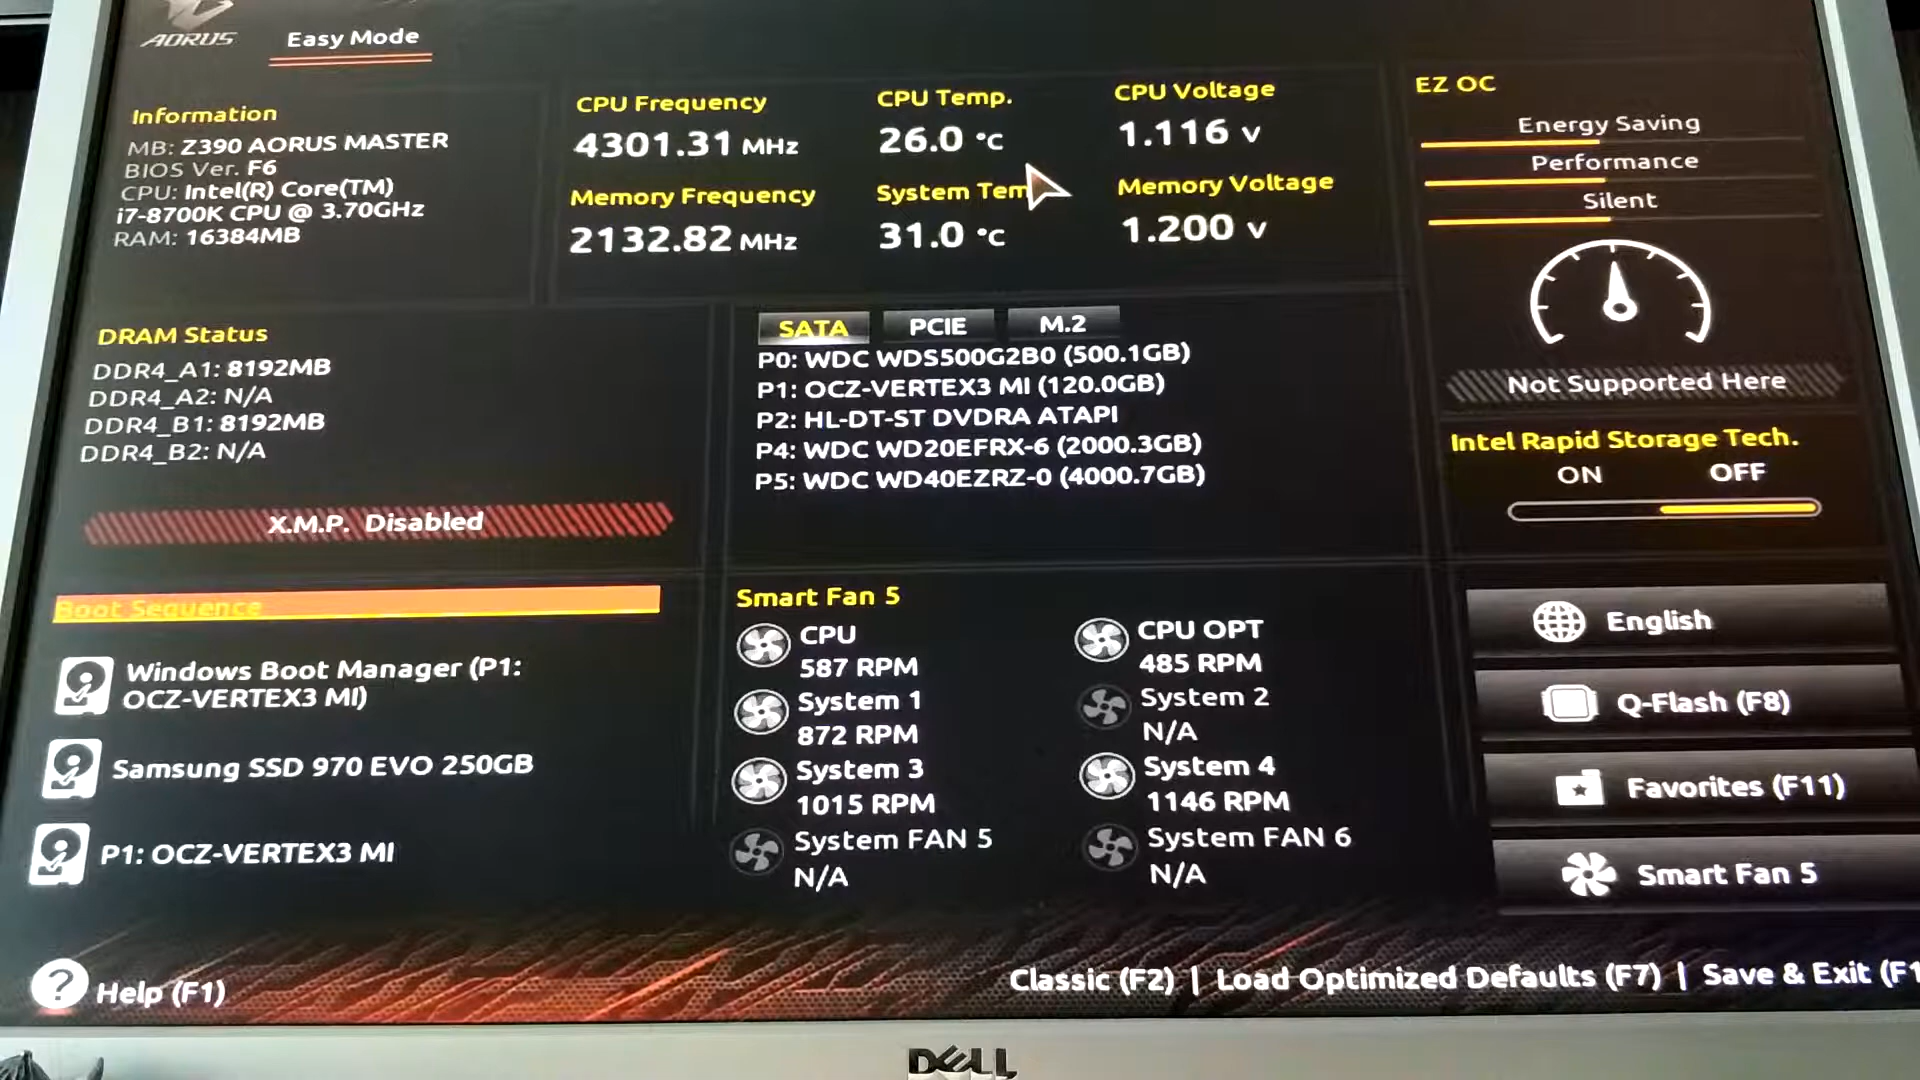 AORUS
Easy Mode
Information
MB: Z390 AORUS MASTER
BIOS Ver. F6
CPU: Intel(R) Core(TM)
i7-8700K CPU @ 3.70GHz
RAM: 16384MB
CPU Frequency
4301.31 MHz
CPU Temp.
26.0 °C
CPU Voltage
1.116 V
Memory Frequency
2132.82 MHz
System Tem
31.0 °C
Memory Voltage
1.200 V
EZ OC
Energy Saving
Performance
Silent
Not Supported Here
DRAM Status
DDR4_A1: 8192MB
DDR4_A2: N/A
DDR4_B1: 8192MB
DDR4_B2: N/A
X.M.P. Disabled
SATA PCIE M.2
P0: WDC WDS500G2B0 (500.1GB)
P1: OCZ-VERTEX3 MI (120.0GB)
P2: HL-DT-ST DVDRA ATAPI
P4: WDC WD20EFRX-6 (2000.3GB)
P5: WDC WD40EZRZ-0 (4000.7GB)
Intel Rapid Storage Tech.
ON OFF
Boot Sequence
Windows Boot Manager (P1:
OCZ-VERTEX3 MI)
Samsung SSD 970 EVO 250GB
P1: OCZ-VERTEX3 MI
Smart Fan 5
CPU
587 RPM
CPU OPT
485 RPM
System 1
872 RPM
System 2
N/A
System 3
1015 RPM
System 4
1146 RPM
System FAN 5
N/A
System FAN 6
N/A
English
Q-Flash (F8)
Favorites (F11)
Smart Fan 5
Help (F1)
Classic (F2) | Load Optimized Defaults (F7) | Save & Exit (F1
DELL